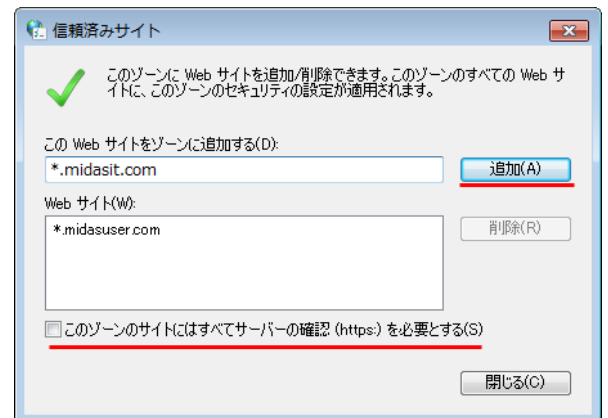 信頼済みサイト
このゾーンに Web サイトを追加/削除できます。このゾーンのすべての Web サ
イトに、このゾーンのセキュリティの設定が適用されます。
この Web サイトをゾーンに追加する(D):
*.midasit.com
追加(A)
Web サイト(W):
*.midasuser.com
削除(R)
このゾーンのサイトにはすべてサーバーの確認 (https:) を必要とする(S)
閉じる(C)